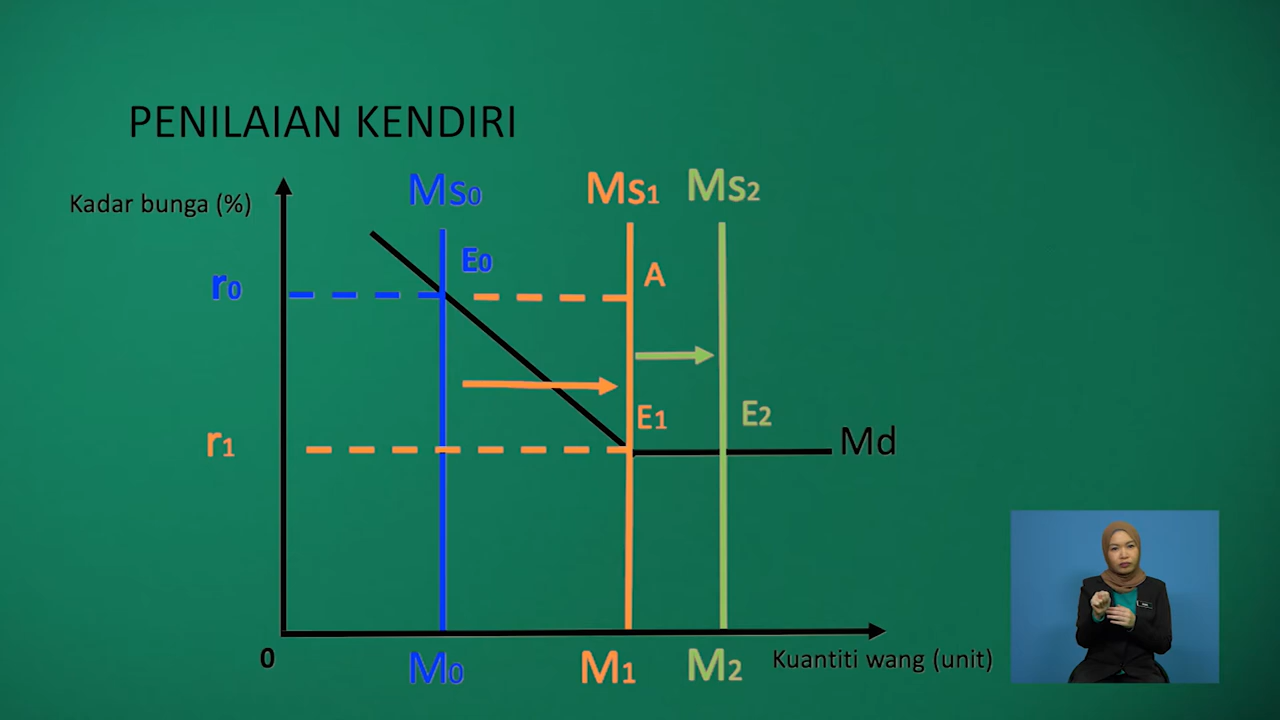 PENILAIAN KENDIRI
Ms0 Ms1 Ms2
Kadar bunga (%)
E0
A
r0
E1 E2
Md
r1
0
M0 M1 M2 Kuantiti wang (unit)